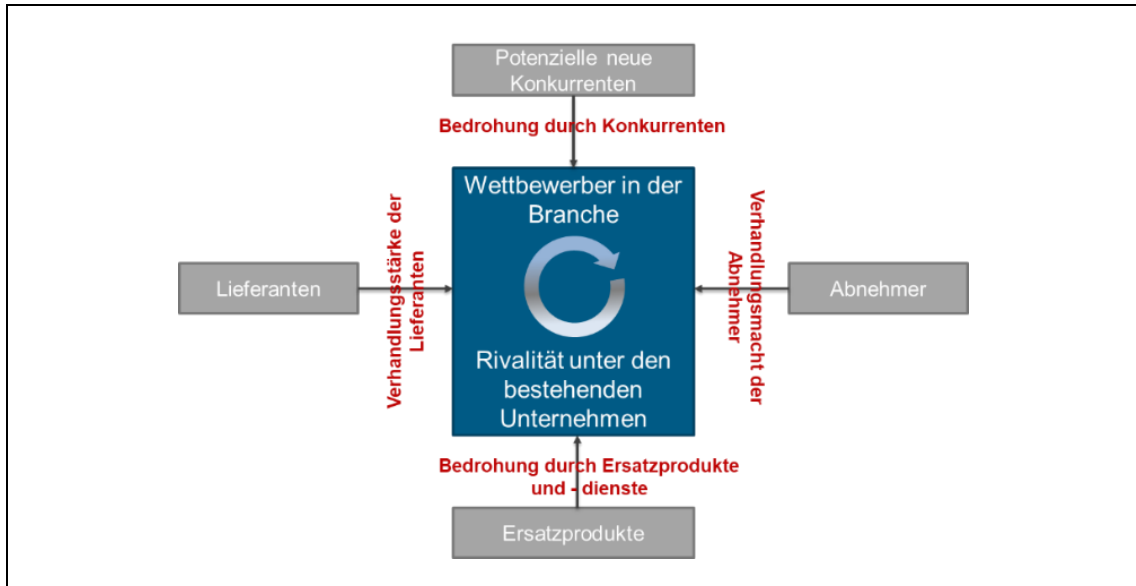 Potenzielle neue
Konkurrenten
Bedrohung durch Konkurrenten
Wettbewerber in der
Branche
Verhandlungsstärke der
Lieferanten
Verhandlungsmacht der
Abnehmer
Lieferanten
Abnehmer
Rivalität unter den
bestehenden
Unternehmen
Bedrohung durch Ersatzprodukte
und - dienste
Ersatzprodukte